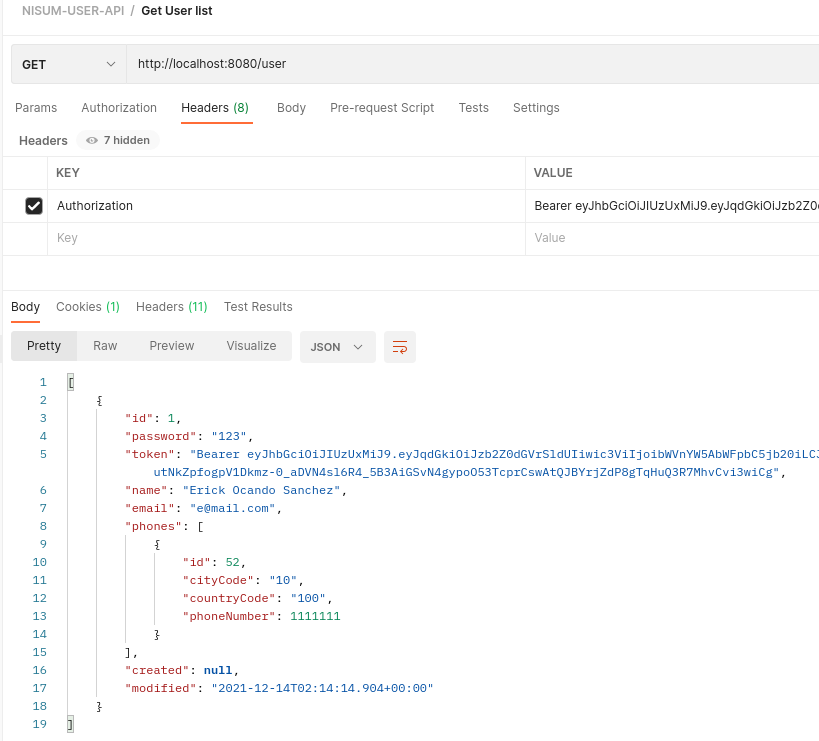 NISUM-USER-API / Get User list
GET http://localhost:8080/user
Params Authorization Headers (8) Body Pre-request Script Tests Settings
Headers 7 hidden
KEY VALUE
Authorization Bearer eyJhbGciOiJIUzUxMiJ9.eyJqdGkiOiJzb2Z0
Key Value
Body Cookies (1) Headers (11) Test Results
Pretty Raw Preview Visualize JSON
1 [
2 {
3 "id": 1,
4 "password": "123",
5 "token": "Bearer eyJhbGciOiJIUzUxMiJ9.eyJqdGkiOiJzb2Z0dGVrSldUIiwic3ViIjoibWVnYW5AbWFpbC5jb20iLCJ
utNkZpfogpV1Dkmz-0_aDVN4sl6R4_5B3AiGSvN4gypoO53TcprCswAtQJBYrjZdP8gTqHuQ3R7MhvCvi3wiCg",
6 "name": "Erick Ocando Sanchez",
7 "email": "e@mail.com",
8 "phones": [
9 {
10 "id": 52,
11 "cityCode": "10",
12 "countryCode": "100",
13 "phoneNumber": 1111111
14 }
15 ],
16 "created": null,
17 "modified": "2021-12-14T02:14:14.904+00:00"
18 }
19 ]